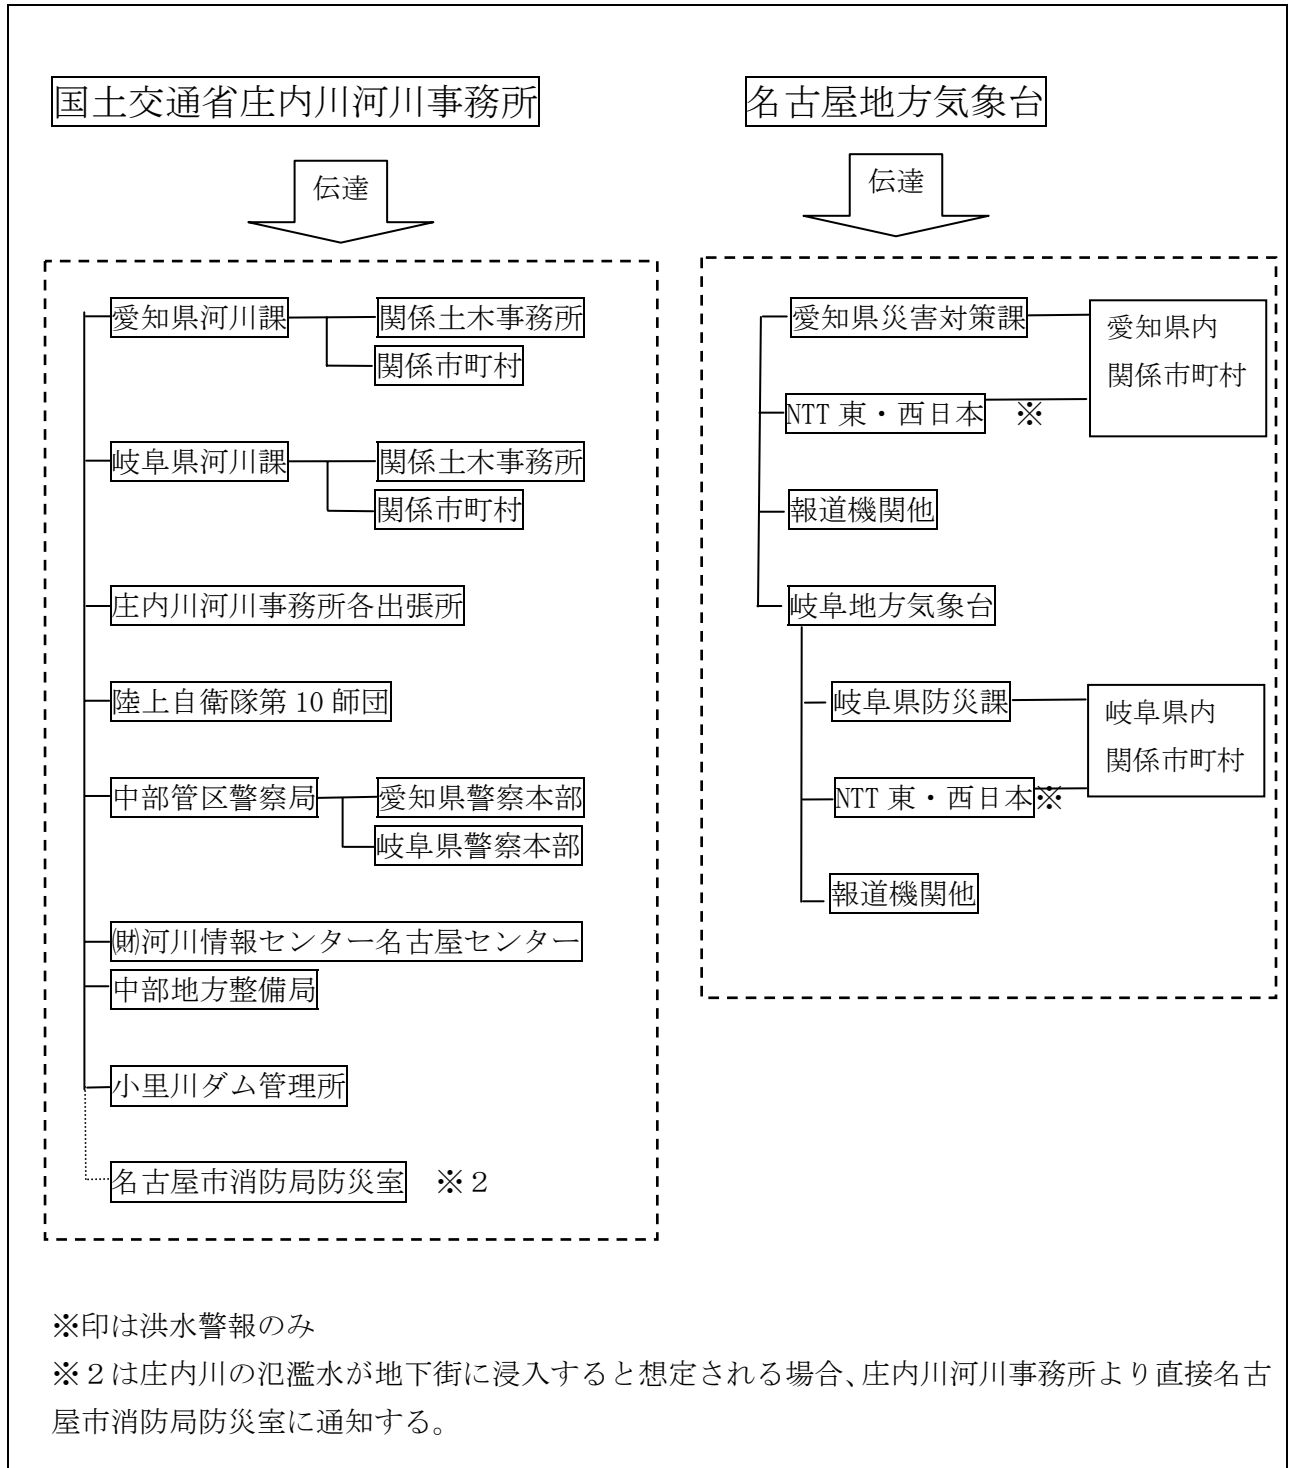 国土交通省庄内川河川事務所
伝達
愛知県河川課
関係土木事務所
関係市町村
岐阜県河川課
関係土木事務所
関係市町村
庄内川河川事務所各出張所
陸上自衛隊第10師団
中部管区警察局
愛知県警察本部
岐阜県警察本部
㈶河川情報センター名古屋センター
中部地方整備局
小里川ダム管理所
名古屋市消防局防災室 ※2
名古屋地方気象台
伝達
愛知県災害対策課
愛知県内
関係市町村
NTT東・西日本 ※
報道機関他
岐阜地方気象台
岐阜県防災課
岐阜県内
関係市町村
NTT東・西日本※
報道機関他
※印は洪水警報のみ
※2は庄内川の氾濫水が地下街に浸入すると想定される場合、庄内川河川事務所より直接名古
屋市消防局防災室に通知する。